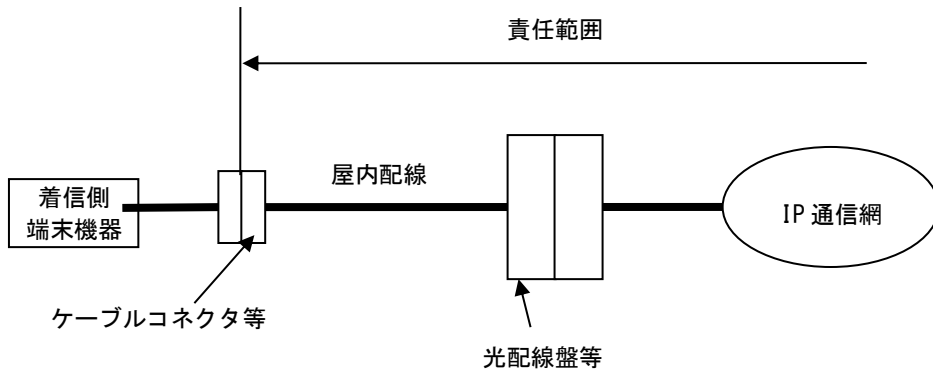 責任範囲
屋内配線
着信側
端末機器
IP 通信網
ケーブルコネクタ等
光配線盤等